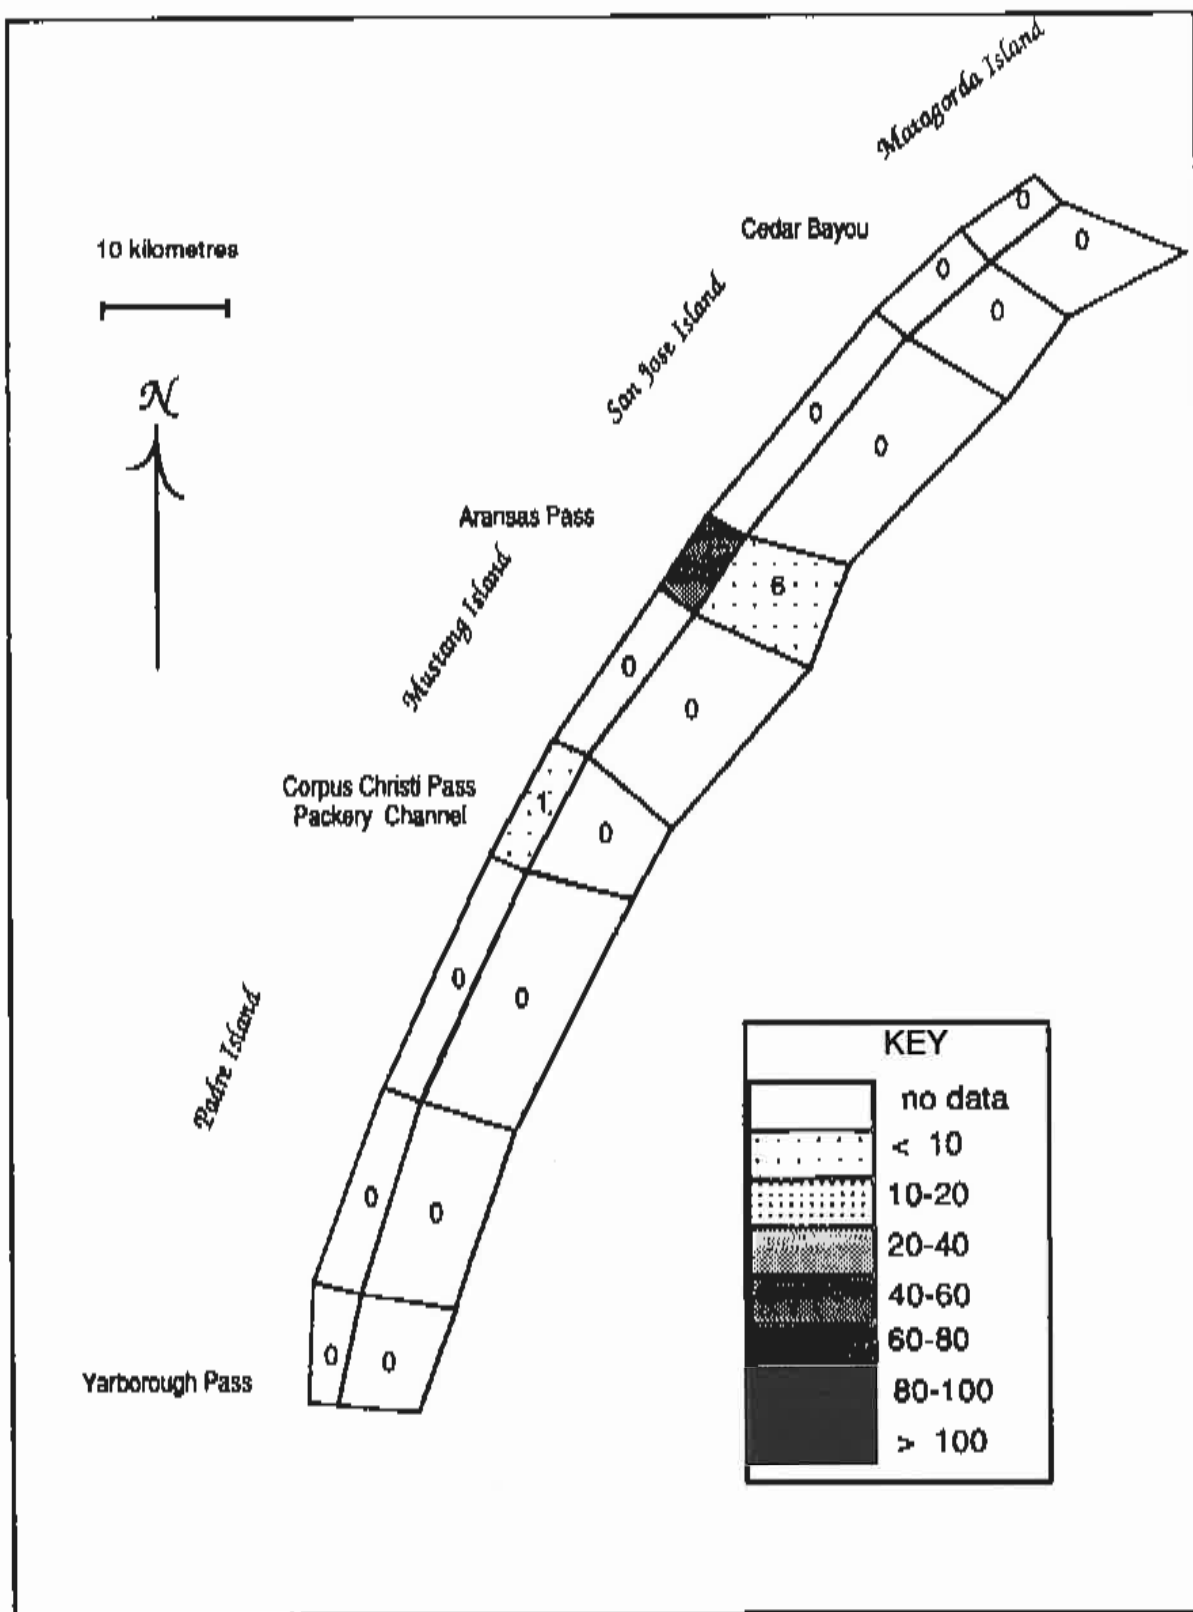 Matagorda Island
Cedar Bayou
10 kilometres
San Jose Island
N
Aransas Pass
Mustang Island
Corpus Christi Pass
Packery Channel
Padre Island
Yarborough Pass
0
0
0
0
0
0
6
0
0
1
0
0
0
0
0
0
0
KEY
no data
< 10
10-20
20-40
40-60
60-80
80-100
> 100